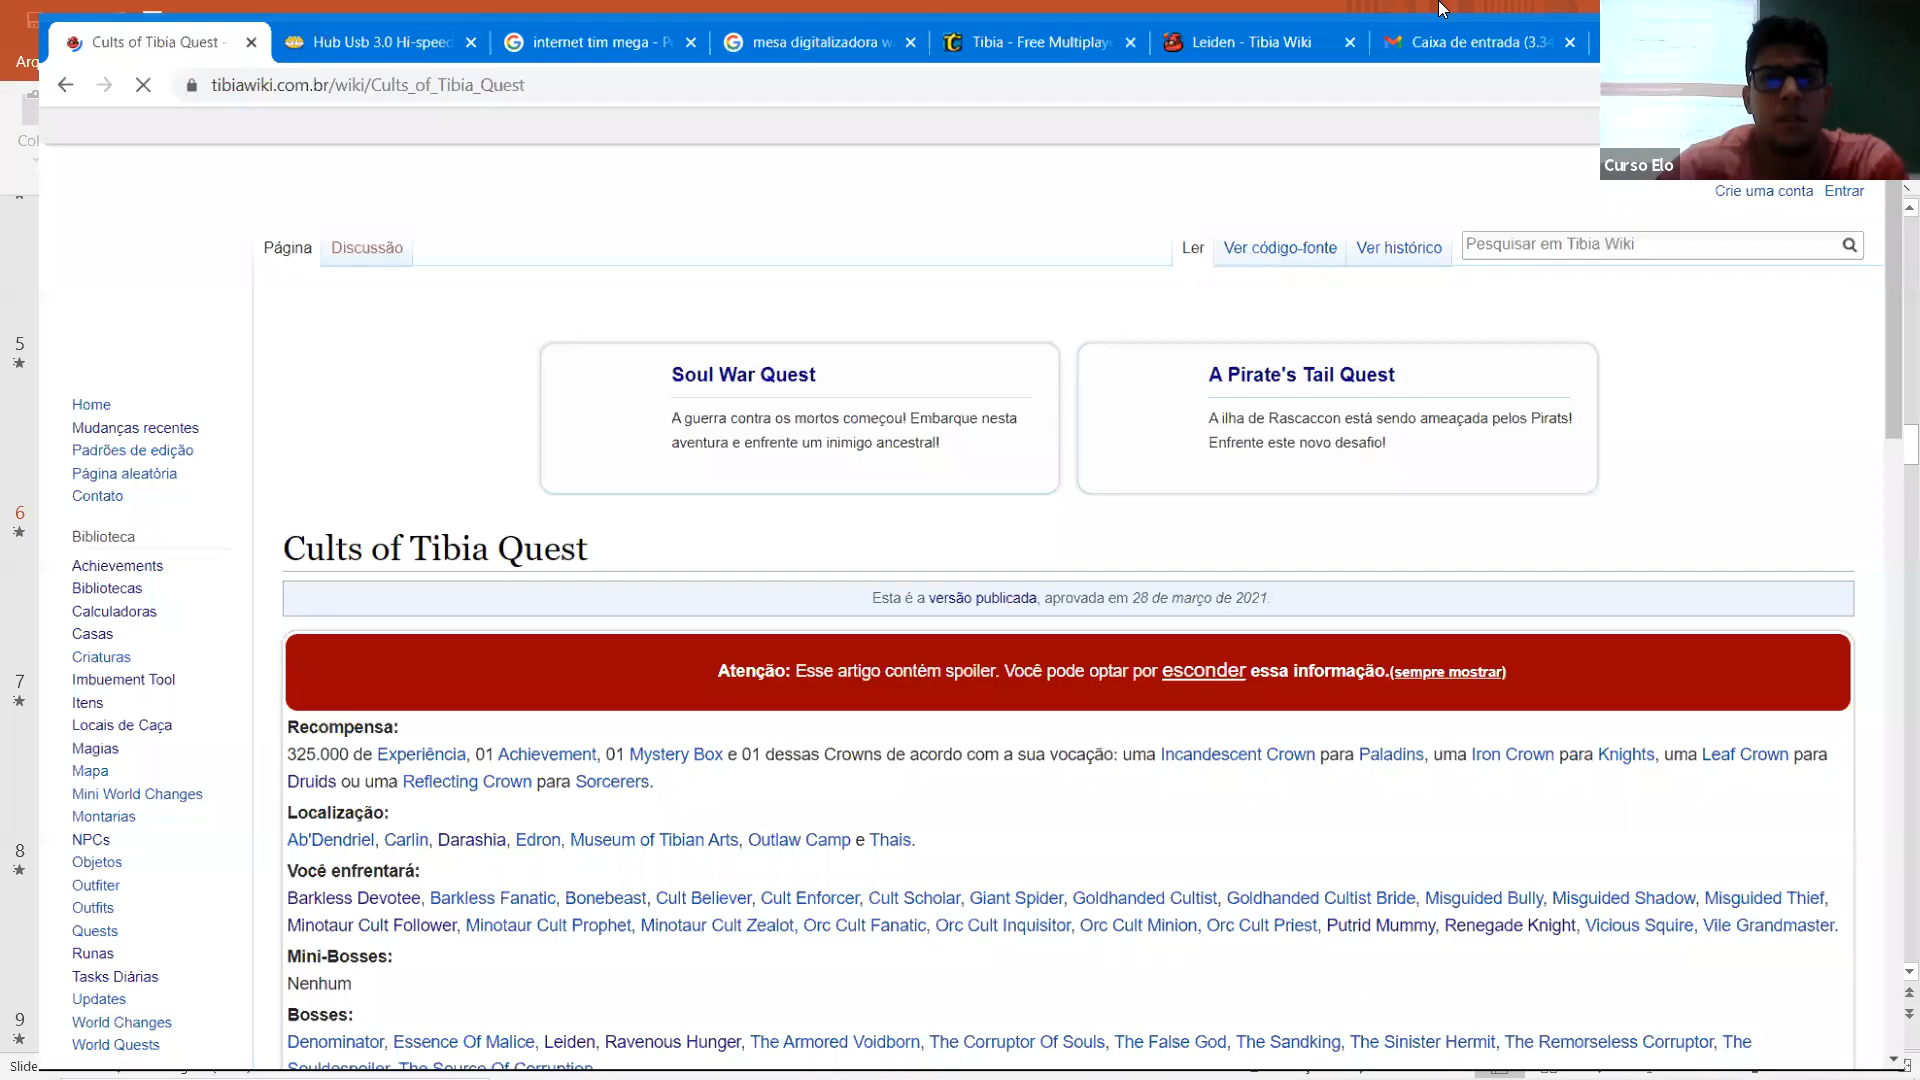 Cults of Tibia Quest -
Hub Usb 3.0 Hi-speed
internet tim mega - P
mesa digitalizadora w
Tibia - Free Multiplaye
Leiden - Tibia Wiki
Caixa de entrada (3.34
Arq
tibiawiki.com.br/wiki/Cults_of_Tibia_Quest
Col
Curso Elo
Crie uma conta Entrar
Página Discussão Ler Ver código-fonte Ver histórico Pesquisar em Tibia Wiki
5
6
7
8
9
Slide
Home
Mudanças recentes
Padrões de edição
Página aleatória
Contato
Biblioteca
Achievements
Bibliotecas
Calculadoras
Casas
Criaturas
Imbuement Tool
Itens
Locais de Caça
Magias
Mapa
Mini World Changes
Montarias
NPCs
Objetos
Outfiter
Outfits
Quests
Runas
Tasks Diárias
Updates
World Changes
World Quests
Soul War Quest
A guerra contra os mortos começou! Embarque nesta
aventura e enfrente um inimigo ancestral!
A Pirate's Tail Quest
A ilha de Rascaccon está sendo ameaçada pelos Pirats!
Enfrente este novo desafio!
Cults of Tibia Quest
Esta é a versão publicada, aprovada em 28 de março de 2021.
Atenção: Esse artigo contém spoiler. Você pode optar por esconder essa informação.(sempre mostrar)
Recompensa:
325.000 de Experiência, 01 Achievement, 01 Mystery Box e 01 dessas Crowns de acordo com a sua vocação: uma Incandescent Crown para Paladins, uma Iron Crown para Knights, uma Leaf Crown para
Druids ou uma Reflecting Crown para Sorcerers.
Localização:
Ab'Dendriel, Carlin, Darashia, Edron, Museum of Tibian Arts, Outlaw Camp e Thais.
Você enfrentará:
Barkless Devotee, Barkless Fanatic, Bonebeast, Cult Believer, Cult Enforcer, Cult Scholar, Giant Spider, Goldhanded Cultist, Goldhanded Cultist Bride, Misguided Bully, Misguided Shadow, Misguided Thief,
Minotaur Cult Follower, Minotaur Cult Prophet, Minotaur Cult Zealot, Orc Cult Fanatic, Orc Cult Inquisitor, Orc Cult Minion, Orc Cult Priest, Putrid Mummy, Renegade Knight, Vicious Squire, Vile Grandmaster.
Mini-Bosses:
Nenhum
Bosses:
Denominator, Essence Of Malice, Leiden, Ravenous Hunger, The Armored Voidborn, The Corruptor Of Souls, The False God, The Sandking, The Sinister Hermit, The Remorseless Corruptor, The
Souldespoiler, The Source Of Corruption.